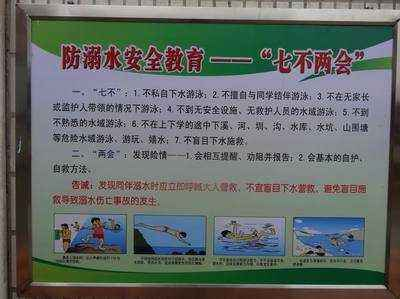 防溺水安全教育——“七不两会”
一、“七不”：1. 不私自下水游泳；2. 不擅自与同学结伴游泳；3. 不在无家长
或监护人带领的情况下游泳；4. 不到无安全设施、无救护人员的水域游泳；5. 不到
不熟悉的水域游泳；6. 不在上下学的途中下溪、河、圳、沟、水库、水坑、山围塘
等危险水域游泳、游玩、嬉水；7. 不盲目下水施救。
二、“两会”：发现险情——1. 会相互提醒、劝阻并报告；2. 会基本的自护、
自救方法。
告诫：发现同伴溺水时应立即呼喊大人营救，不宜盲目下水营救，避免盲目施
救导致溺水伤亡事故的发生。